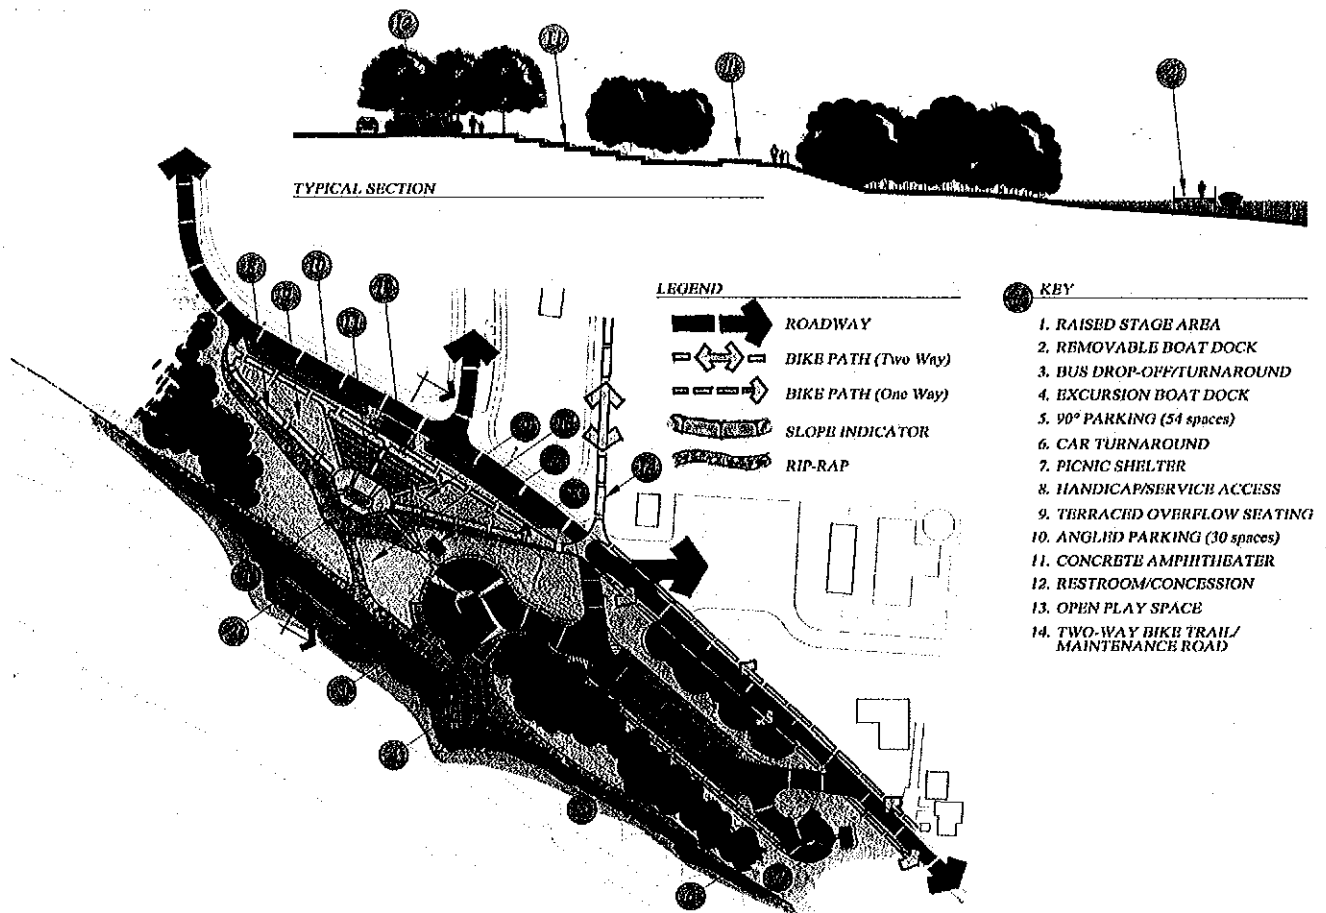 10
11
TYPICAL SECTION
LEGEND
ROADWAY
BIKE PATH (Two Way)
BIKE PATH (One Way)
SLOPE INDICATOR
RIP-RAP
KEY
1. RAISED STAGE AREA
2. REMOVABLE BOAT DOCK
3. BUS DROP-OFF/TURNAROUND
4. EXCURSION BOAT DOCK
5. 90° PARKING (54 spaces)
6. CAR TURNAROUND
7. PICNIC SHELTER
8. HANDICAP/SERVICE ACCESS
9. TERRACED OVERFLOW SEATING
10. ANGLED PARKING (30 spaces)
11. CONCRETE AMPHITHEATER
12. RESTROOM/CONCESSION
13. OPEN PLAY SPACE
14. TWO-WAY BIKE TRAIL/
MAINTENANCE ROAD